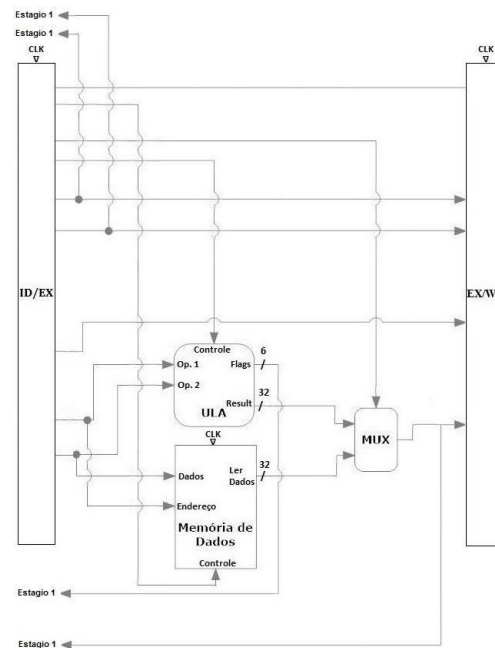 Estagio 1
Estagio 1
CLK
CLK
ID/EX
EX/W
Controle
6
Op. 1
Flags
Op. 2
32
Result
ULA
MUX
CLK
32
Dados
Ler
Dados
Endereço
Memória de
Dados
Controle
Estagio 1
Estagio 1